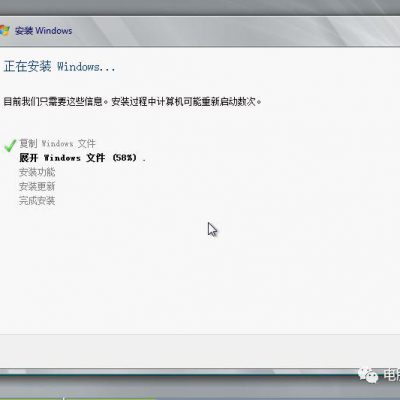 安装 Windows
正在安装 Windows...
目前我们只需要这些信息。安装过程中计算机可能重新启动数次。
复制 Windows 文件
展开 Windows 文件 (58%) .
安装功能
安装更新
完成安装